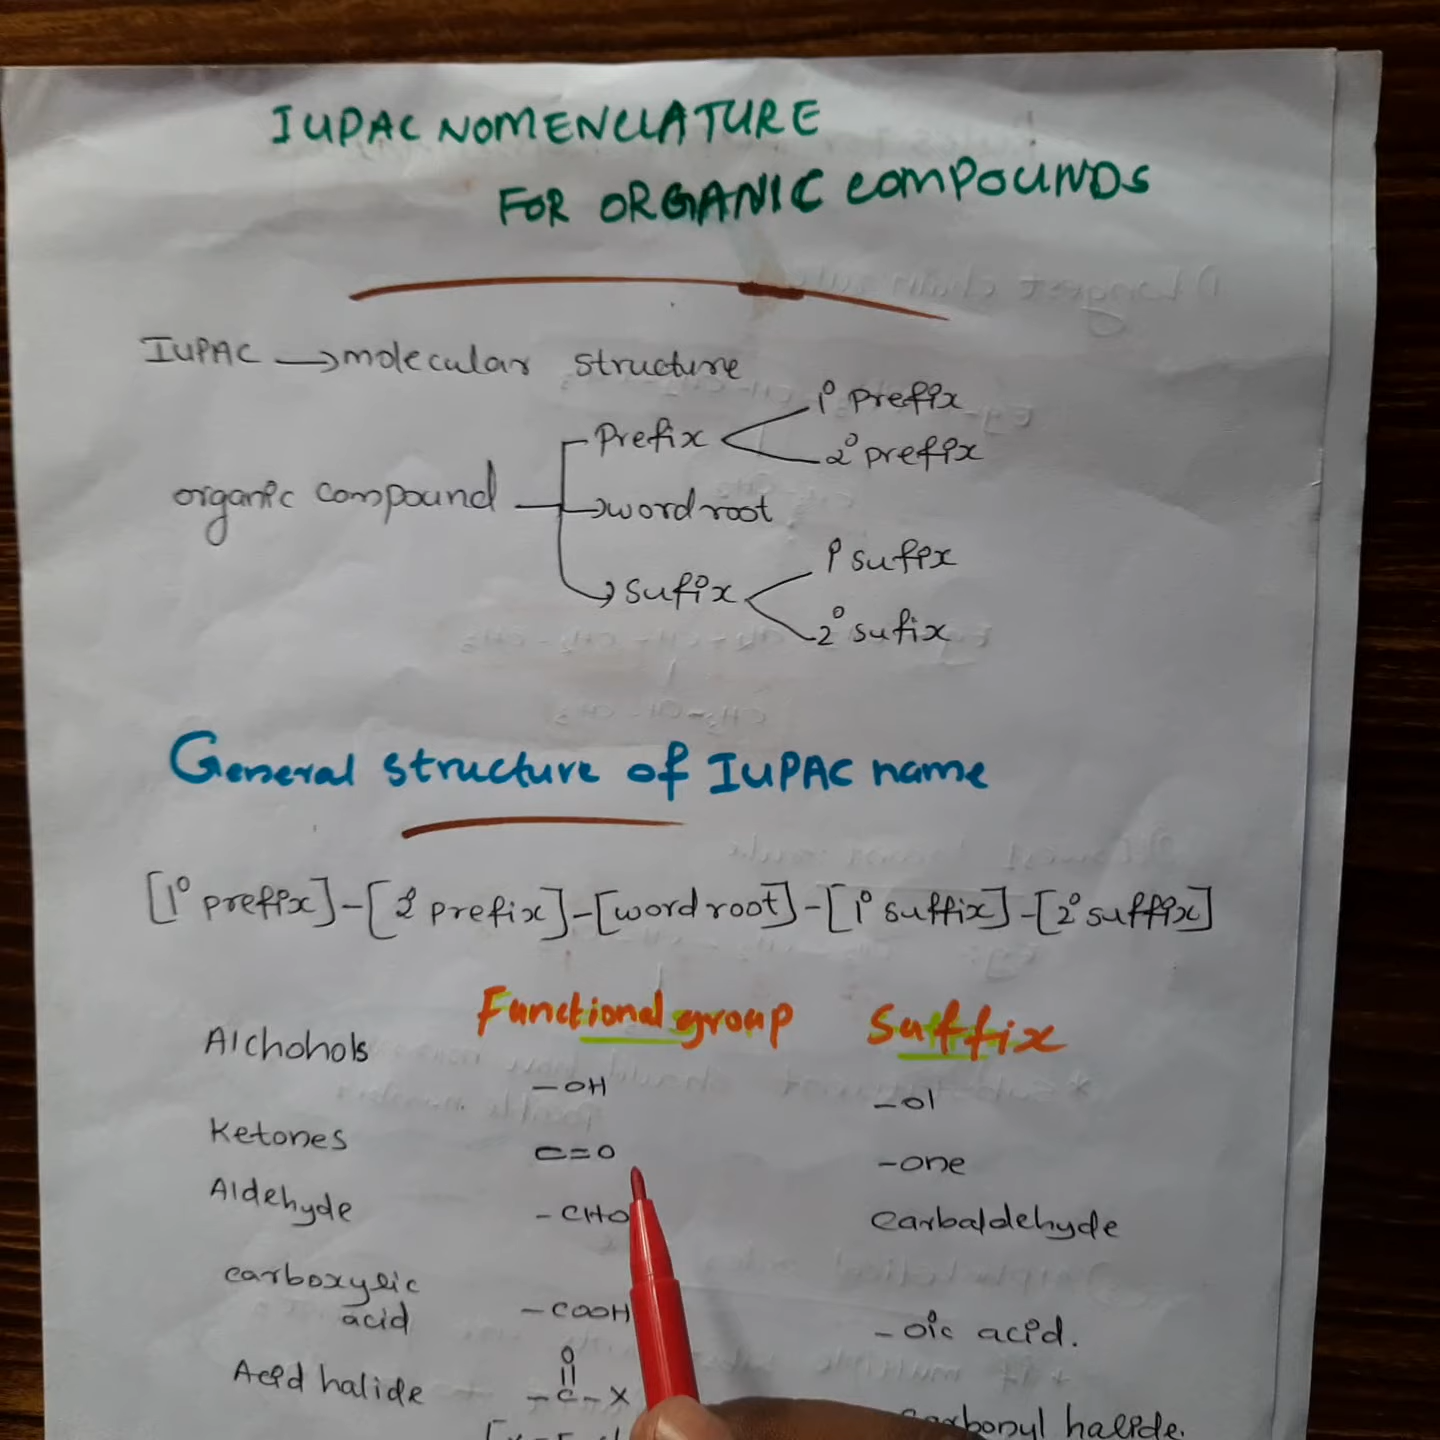 IUPAC NOMENCLATURE
FOR ORGANIC COMPOUNDS
IUPAC → molecular structure
1° prefix
Prefix
2° prefix
organic compound → word root
1° sufix
sufix
2° sufix
General structure of IUPAC name
[1° prefix]-[2° prefix]-[word root]-[1° suffix]-[2° suffix]
Functional group Suffix
Alchohols -OH -ol
Ketones C=O -one
Aldehyde -CHO carbaldehyde
carboxylic
acid -COOH -oic acid.
O
||
Acid halide -C-X carbonyl halide.